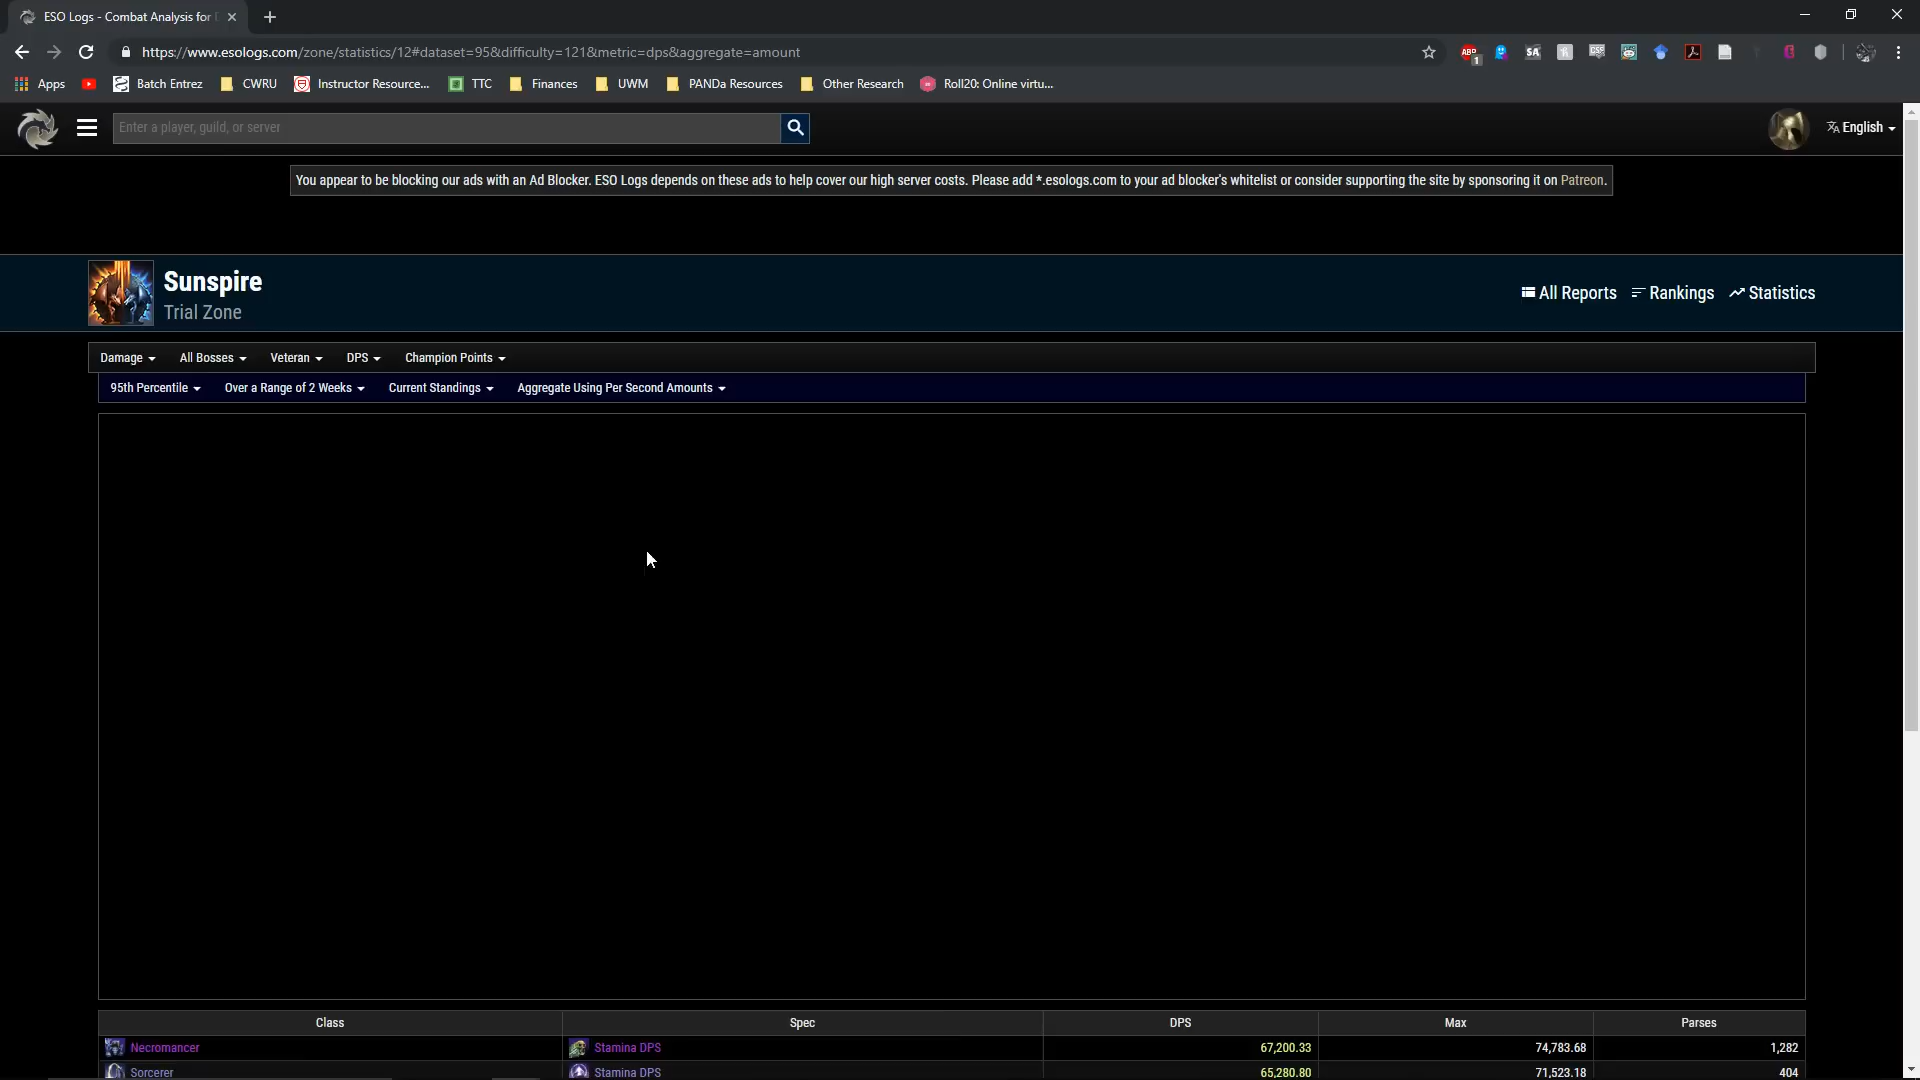 ESO Logs - Combat Analysis for
https://www.esologs.com/zone/statistics/12#dataset=95&difficulty=121&metric=dps&aggregate=amount
ABP 1 SA CSS
Apps Batch Entrez CWRU Instructor Resource... TTC Finances UWM PANDa Resources Other Research Roll20: Online virtu...
Enter a player, guild, or server English
You appear to be blocking our ads with an Ad Blocker. ESO Logs depends on these ads to help cover our high server costs. Please add *.esologs.com to your ad blocker's whitelist or consider supporting the site by sponsoring it on Patreon.
Sunspire
Trial Zone
All Reports Rankings Statistics
Damage All Bosses Veteran DPS Champion Points
95th Percentile Over a Range of 2 Weeks Current Standings Aggregate Using Per Second Amounts
Class Spec DPS Max Parses
Necromancer Stamina DPS 67,200.33 74,783.68 1,282
Sorcerer Stamina DPS 65,280.80 71,523.18 404